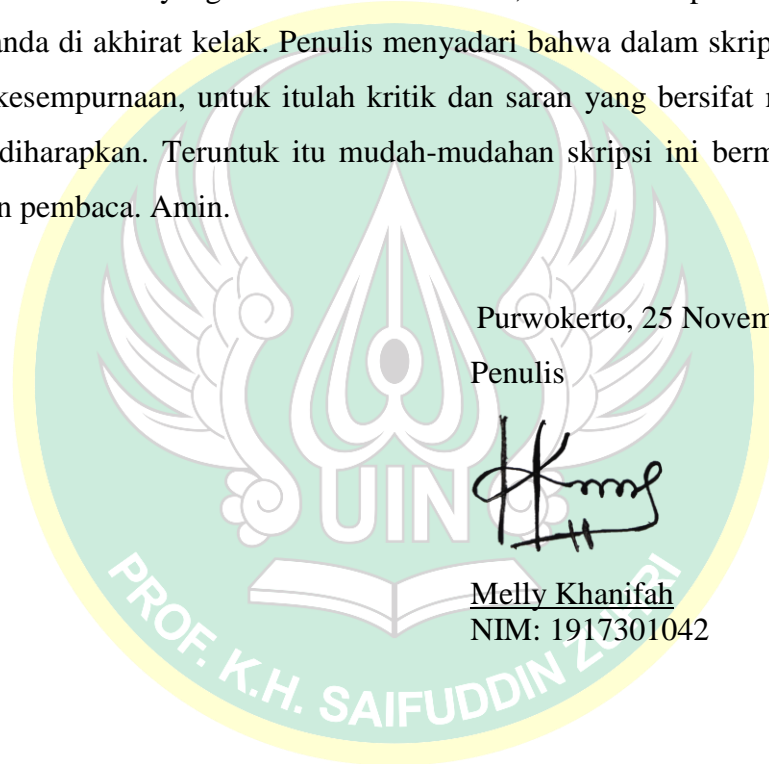 anda di akhirat kelak. Penulis menyadari bahwa dalam skrip
kesempurnaan, untuk itulah kritik dan saran yang bersifat
diharapkan. Teruntuk itu mudah-mudahan skripsi ini berm
n pembaca. Amin.
Purwokerto, 25 Novem
Penulis
Melly Khanifah
NIM: 1917301042
UIN
PROF. K.H. SAIFUDDIN ZUHRI